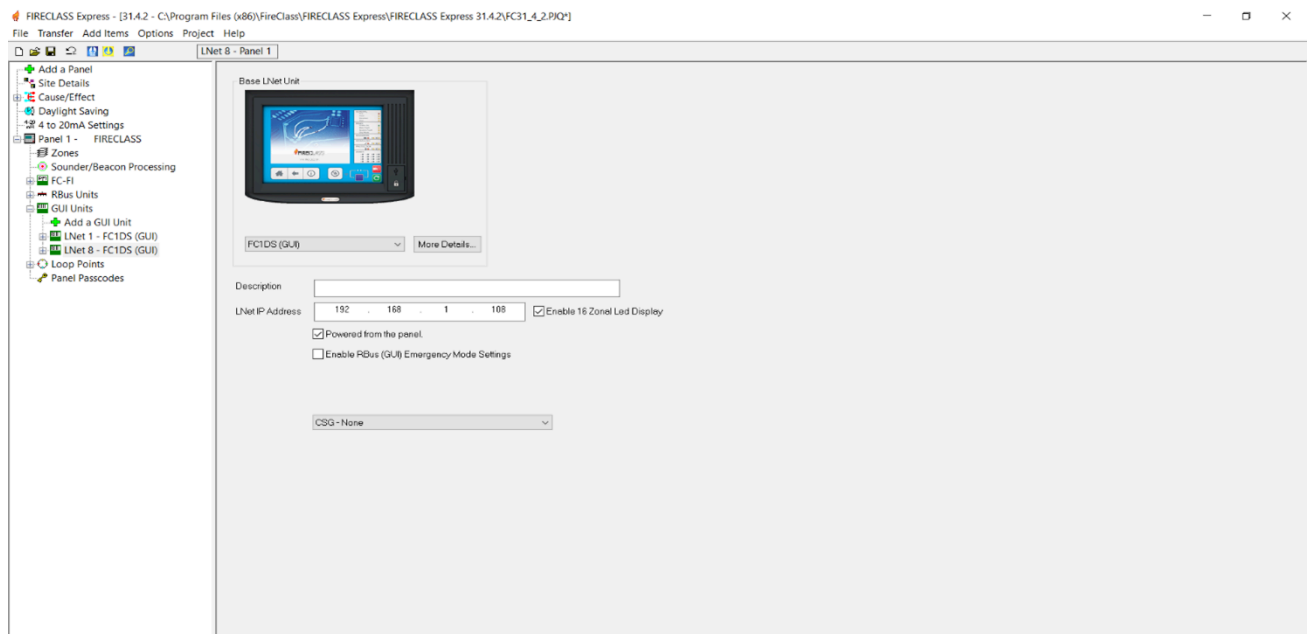 FIRECLASS Express - [31.4.2 - C:\Program Files (x86)\FireClass\FIRECLASS Express\FIRECLASS Express 31.4.2\FC31_4_2.PJQ*]
File Transfer Add Items Options Project Help
LNet 8 - Panel 1
Add a Panel
Site Details
Cause/Effect
Daylight Saving
4 to 20mA Settings
Panel 1 - FIRECLASS
Zones
Sounder/Beacon Processing
FC-FI
RBus Units
GUI Units
Add a GUI Unit
LNet 1 - FC1DS (GUI)
LNet 8 - FC1DS (GUI)
Loop Points
Panel Passcodes
Base LNet Unit
FIRECLASS
FC1DS (GUI)
More Details...
Description
LNet IP Address 192 . 168 . 1 . 108 Enable 16 Zonal Led Display
Powered from the panel.
Enable RBus (GUI) Emergency Mode Settings
CSG - None